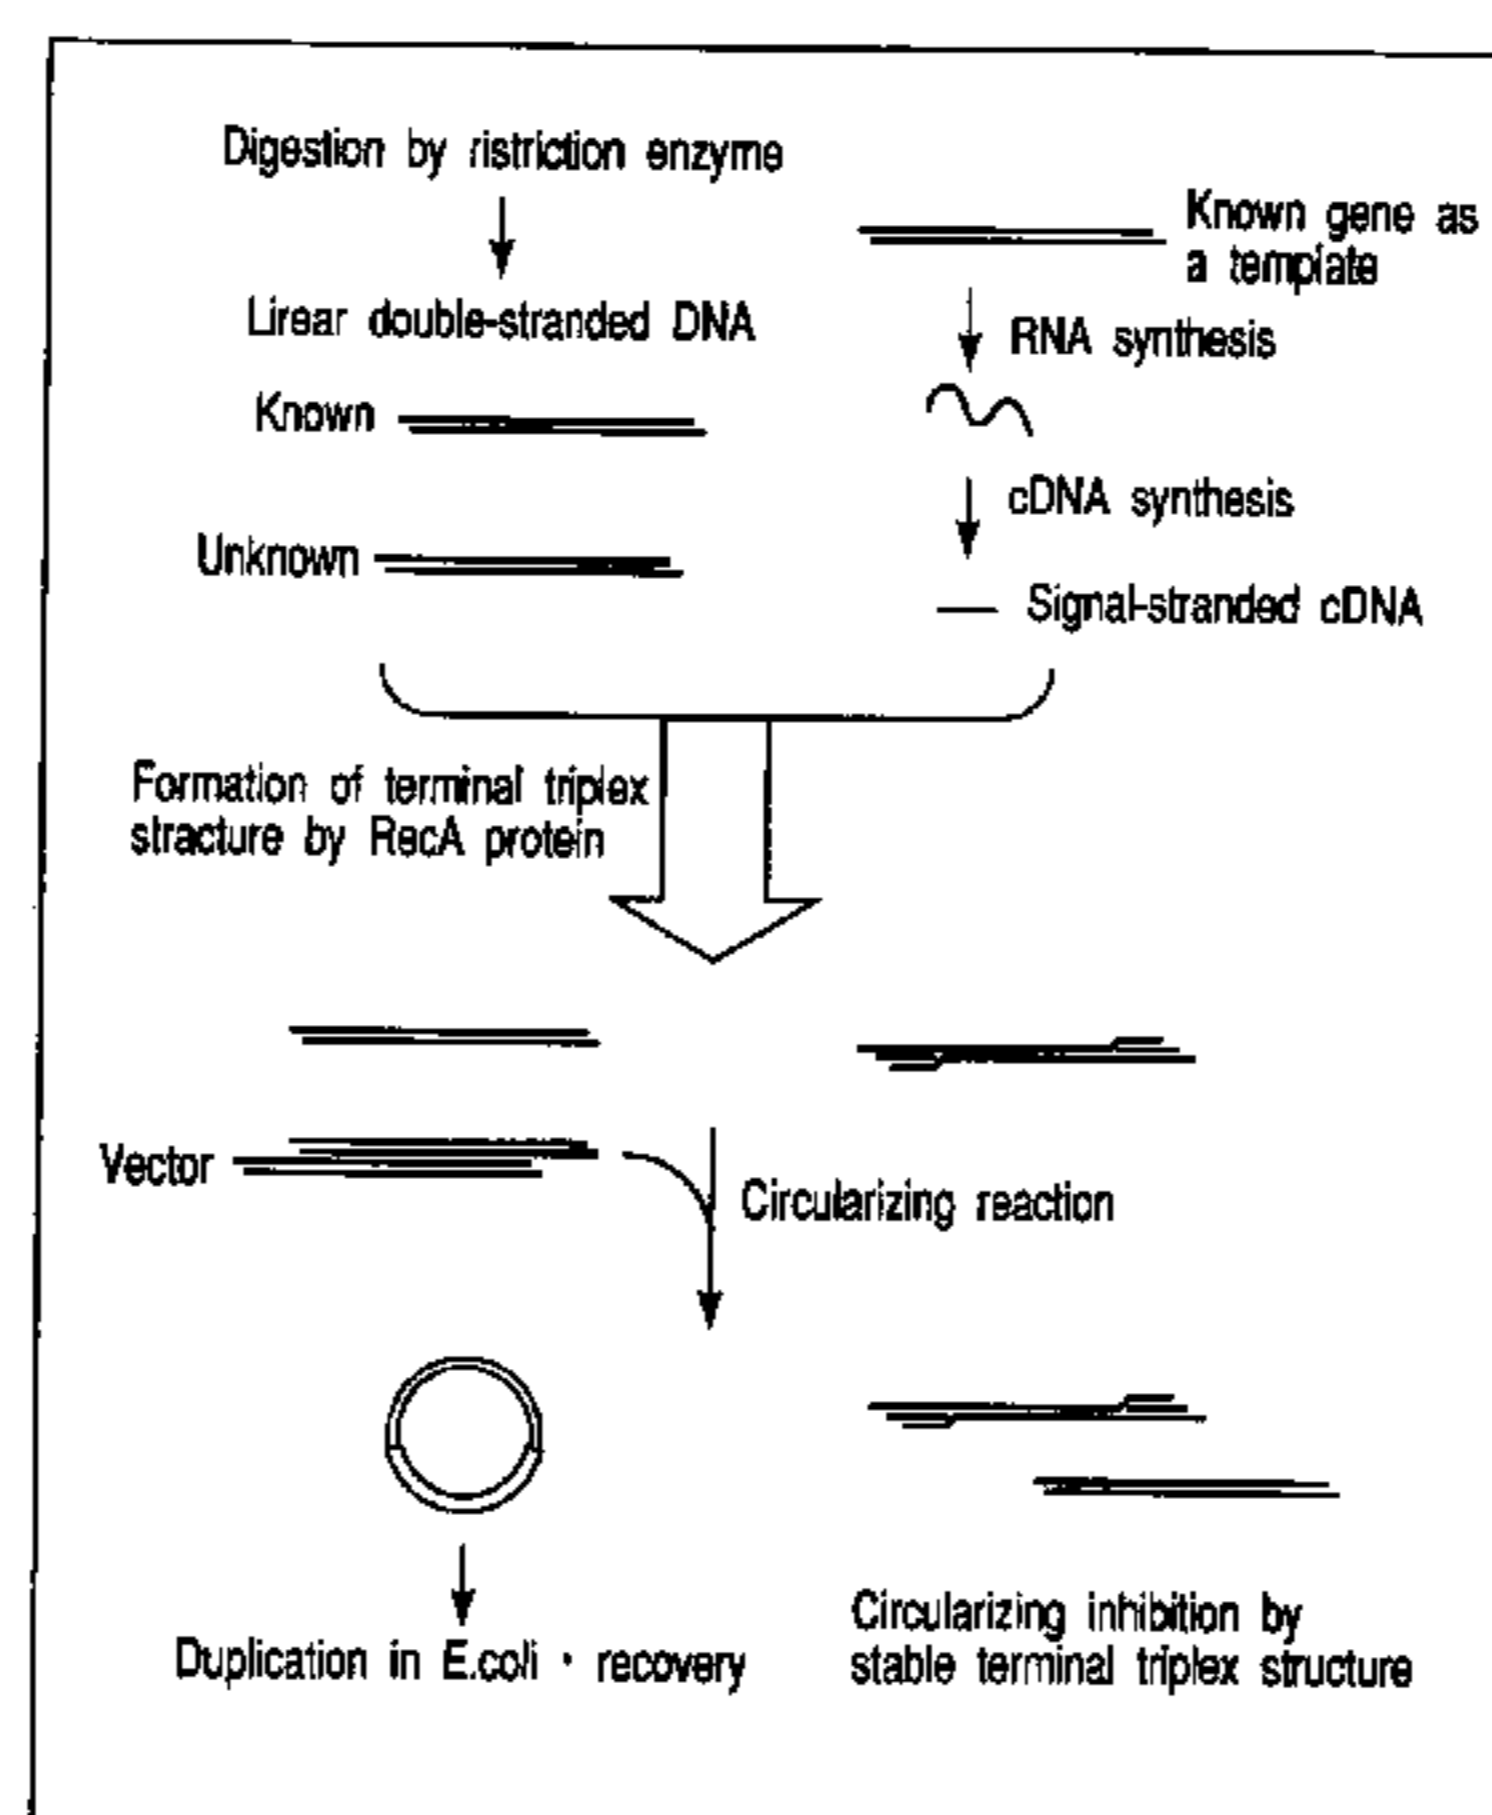 Digestion by ristriction enzyme
Known gene as
a template
Lirear double-stranded DNA
RNA synthesis
Known
cDNA synthesis
Unknown
Signal-stranded cDNA
Formation of terminal triplex
stracture by RecA protein
Vector
Circularizing reaction
Circularizing inhibition by
stable terminal triplex structure
Duplication in E.coli · recovery